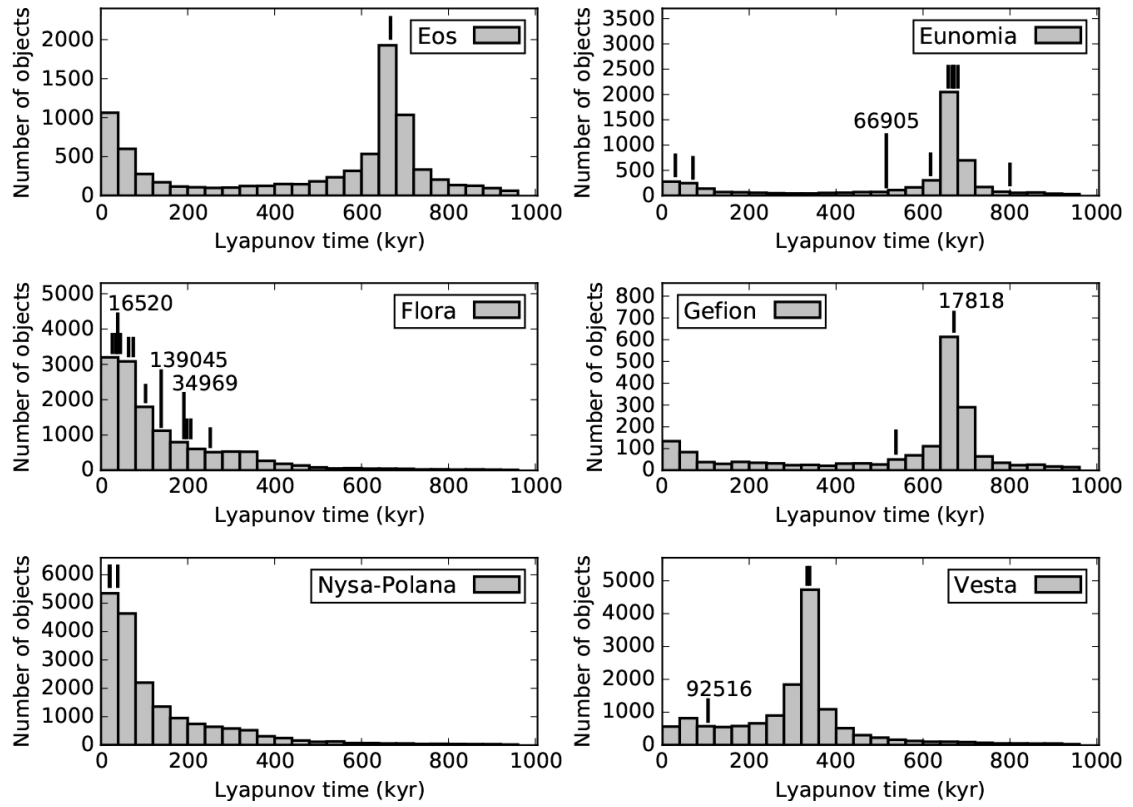 Number of objects
2000
1500
1000
500
0
0 200 400 600 800 1000
Lyapunov time (kyr)
Eos
Number of objects
3500
3000
2500
2000
1500
1000
500
0
0 200 400 600 800 1000
Lyapunov time (kyr)
Eunomia
66905
Number of objects
5000
4000
3000
2000
1000
0
0 200 400 600 800 1000
Lyapunov time (kyr)
Flora
16520
139045
34969
Number of objects
800
700
600
500
400
300
200
100
0
0 200 400 600 800 1000
Lyapunov time (kyr)
Gefion
17818
Number of objects
6000
5000
4000
3000
2000
1000
0
0 200 400 600 800 1000
Lyapunov time (kyr)
Nysa-Polana
Number of objects
5000
4000
3000
2000
1000
0
0 200 400 600 800 1000
Lyapunov time (kyr)
Vesta
92516